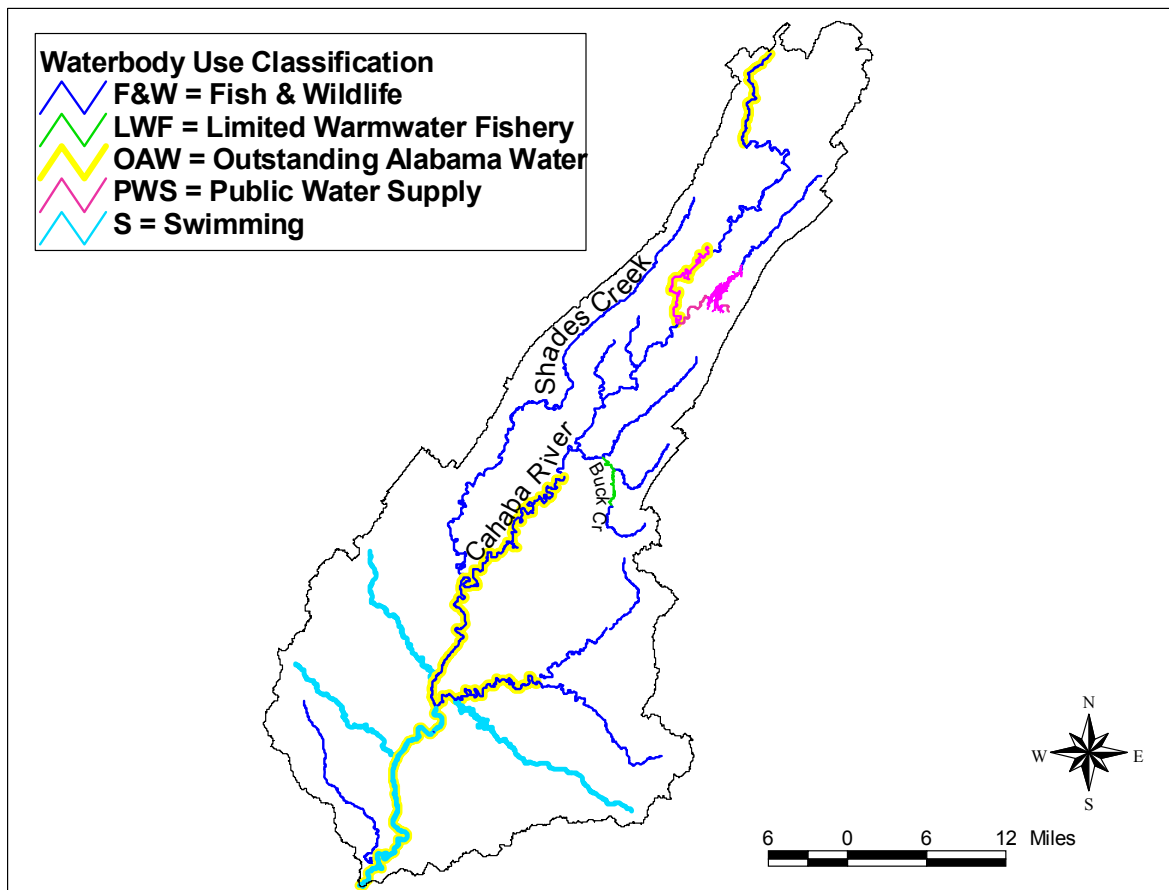 Waterbody Use Classification
F&W = Fish & Wildlife
LWF = Limited Warmwater Fishery
OAW = Outstanding Alabama Water
PWS = Public Water Supply
S = Swimming
Shades Creek
Cahaba River
Buck Cr
N
W E
S
6 0 6 12 Miles